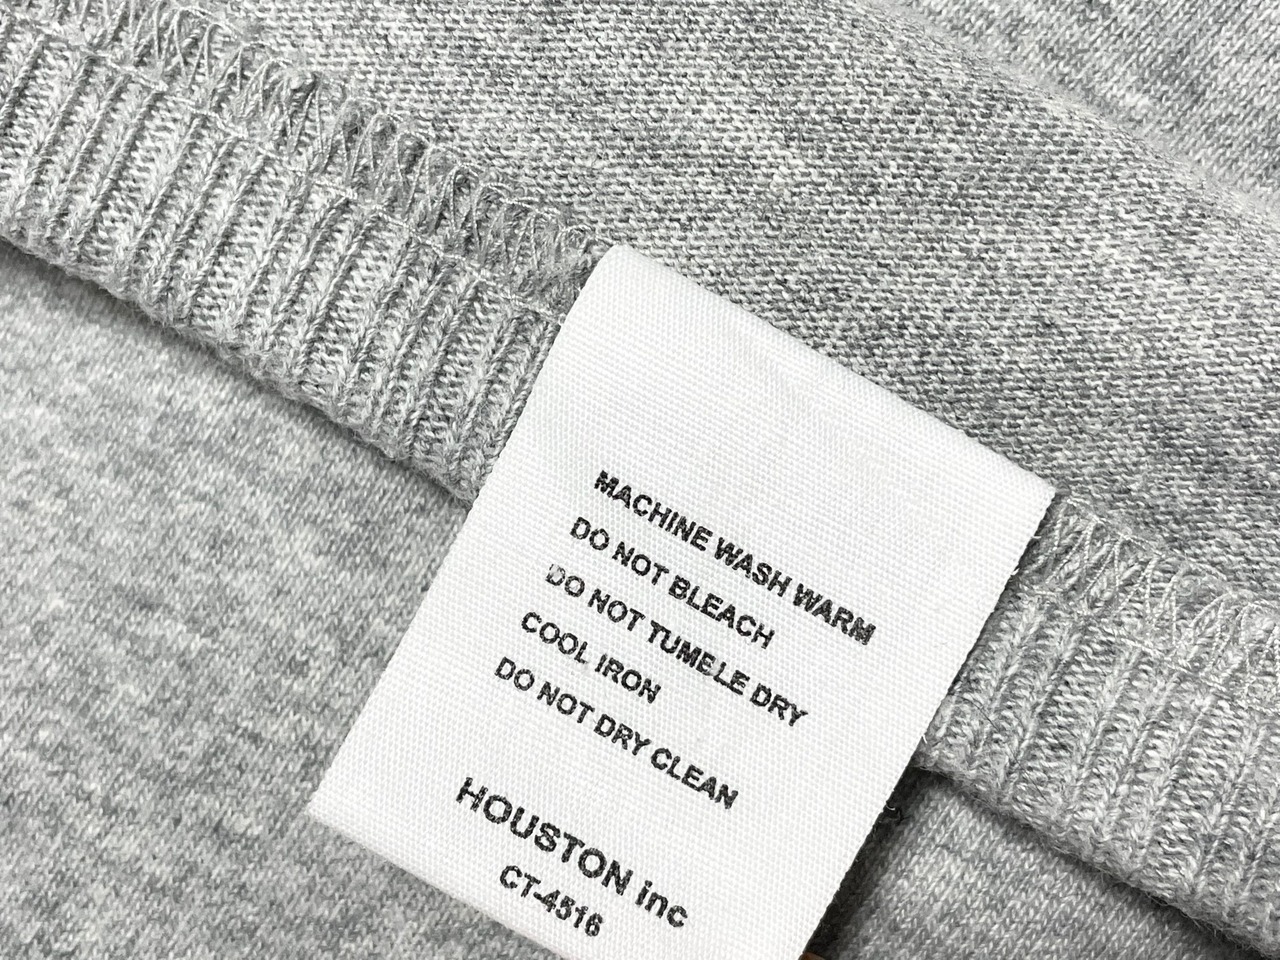 MACHINE WASH WARM
DO NOT BLEACH
DO NOT TUMBLE DRY
COOL IRON
DO NOT DRY CLEAN
HOUSTON inc
CT-4516